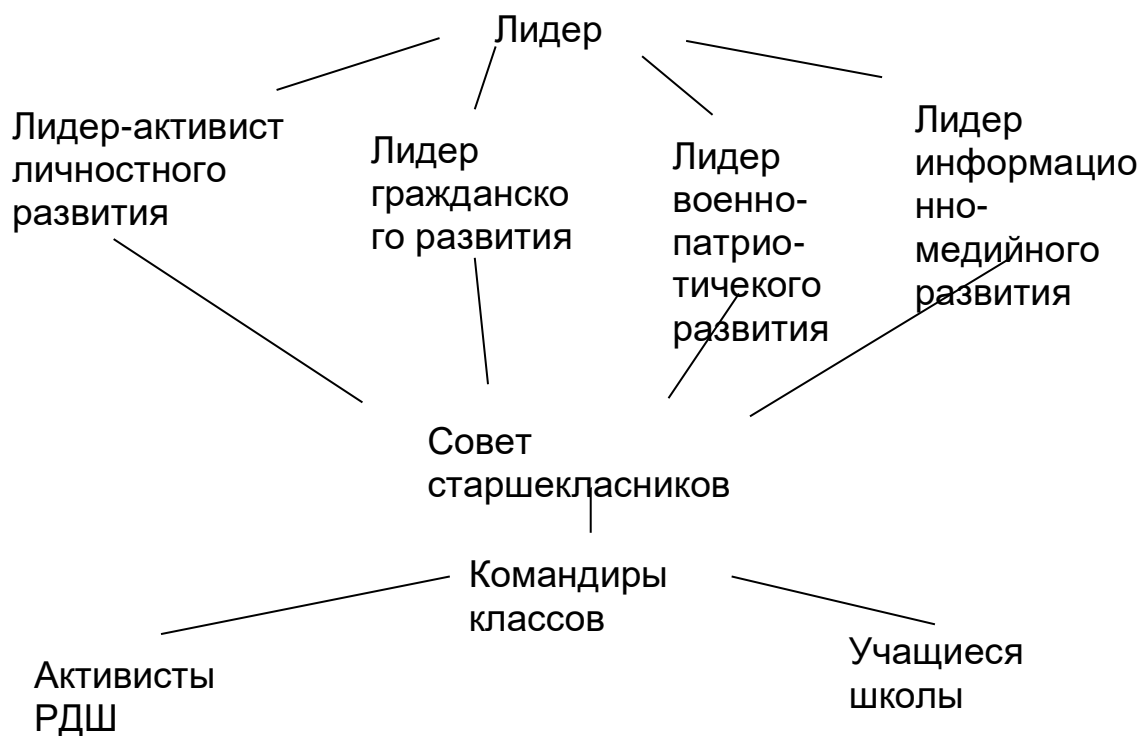 Лидер
Лидер-активист
личностного
развития
Лидер
гражданско
го развития
Лидер
военно-
патрио-
тичекого
развития
Лидер
информацио
нно-
медийного
развития
Совет
старшекласников
Командиры
классов
Активисты
РДШ
Учащиеся
школы